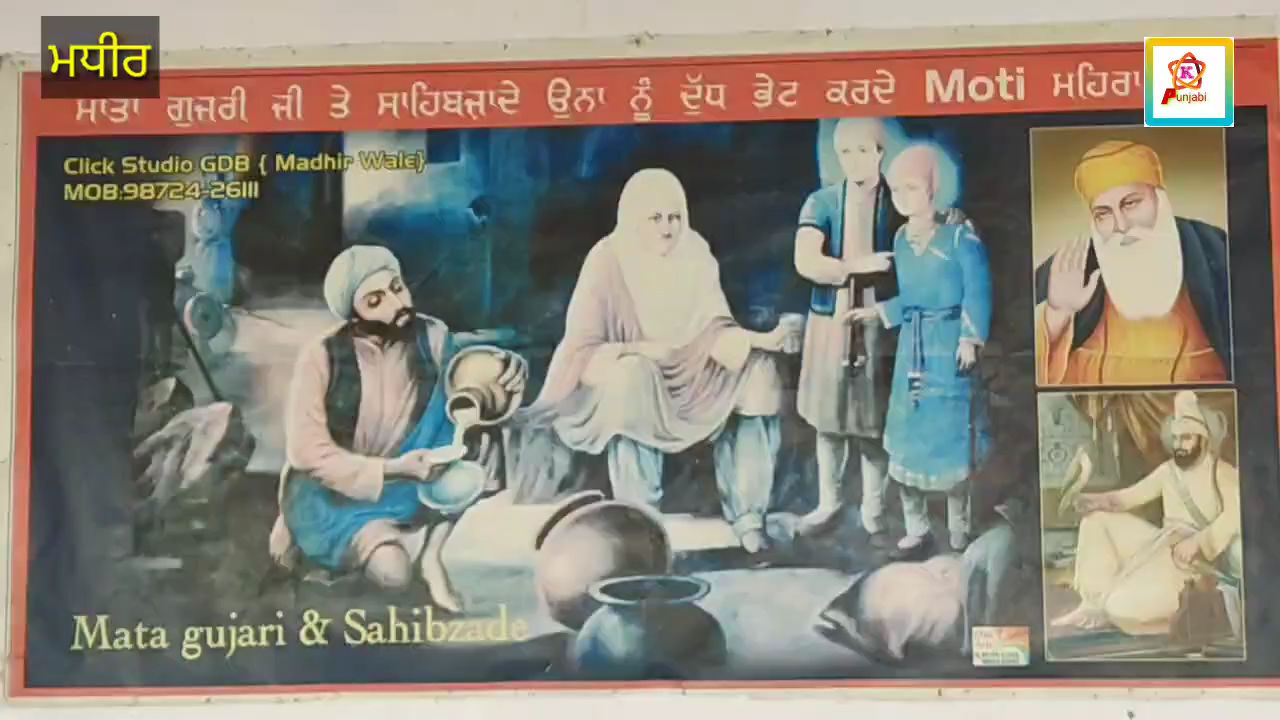 ਮਧੀਰ
ਮਾਤਾ ਗੁਜਰੀ ਜੀ ਤੇ ਸਾਹਿਬਜ਼ਾਦੇ ਉਨਾ ਨੂੰ ਦੁੱਧ ਭੇਟ ਕਰਦੇ Moti ਮਹਿਰਾ
K
Punjabi
Click Studio GDB { Madhir Wale}
MOB:98724-26111
Mata gujari & Sahibzade